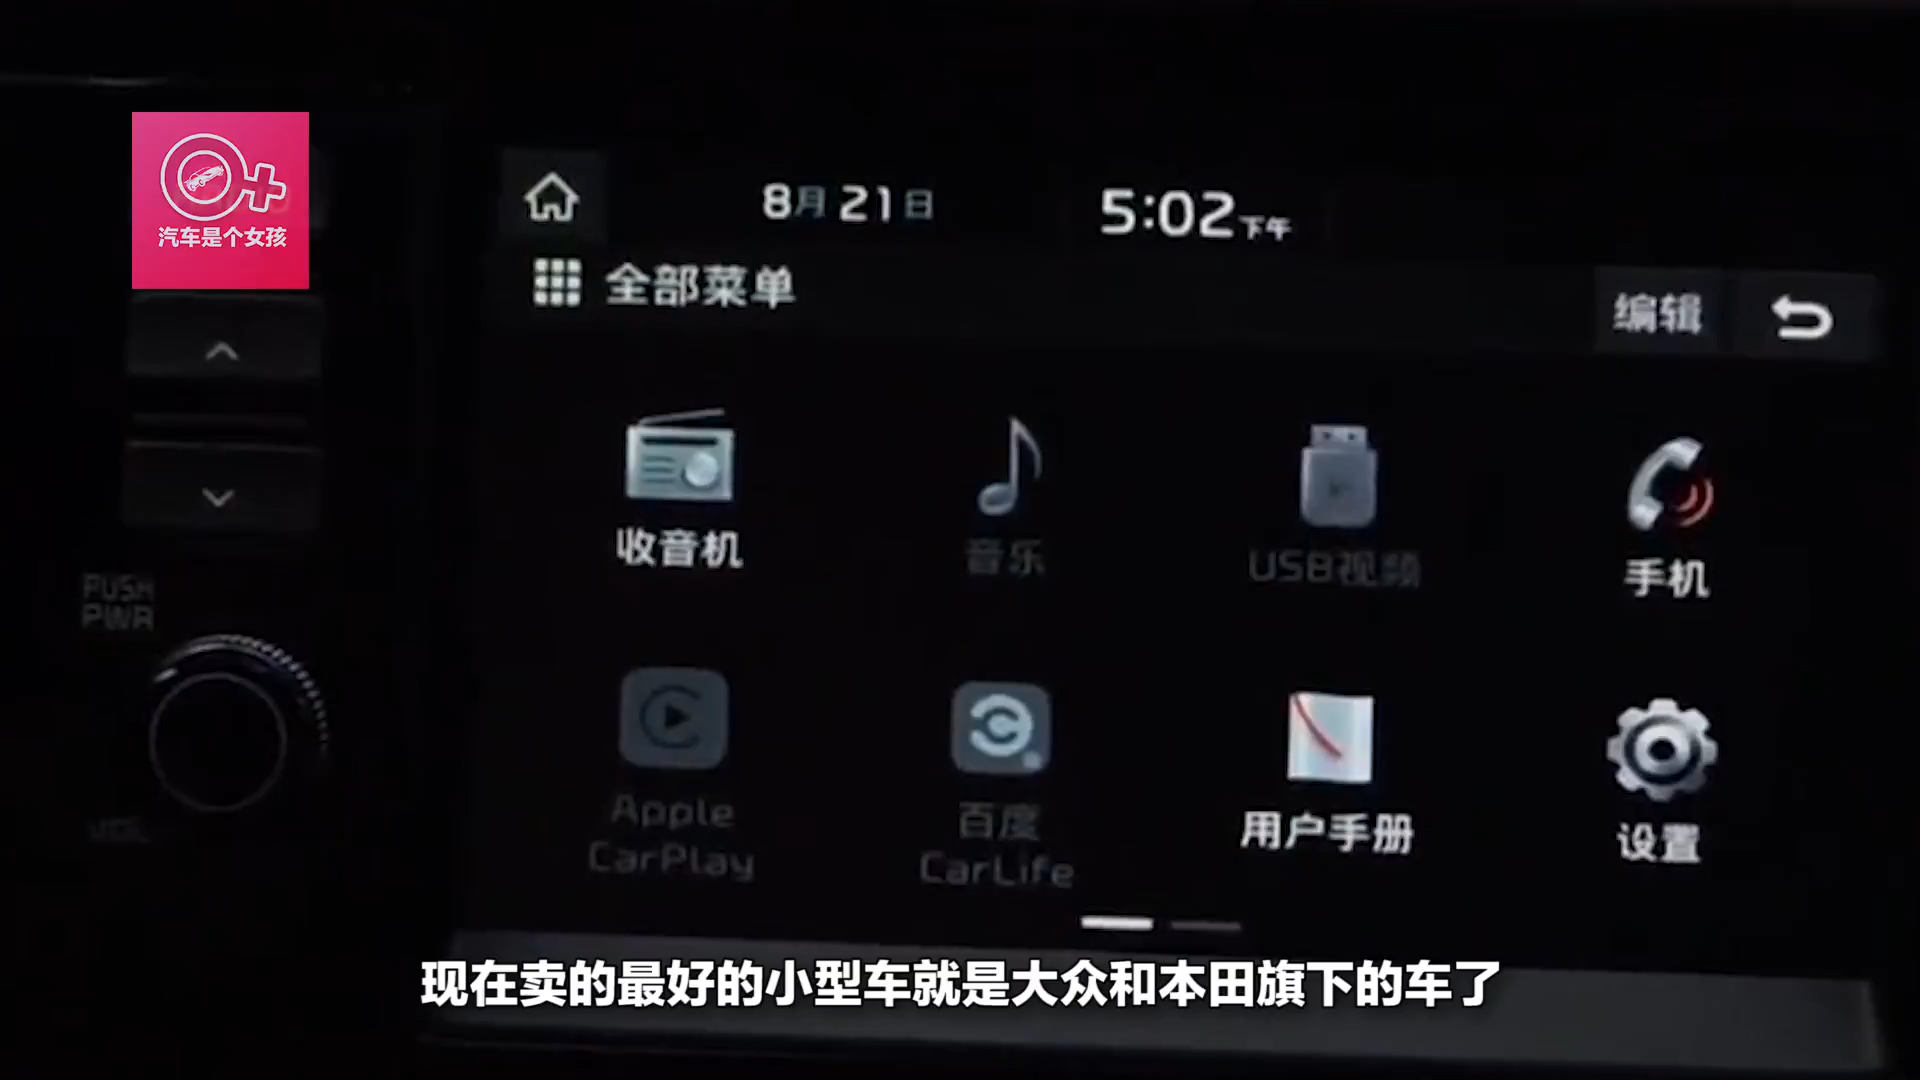 汽车是个女孩
8月21日
5:02下午
全部菜单
编辑
收音机
音乐
USB视频
手机
PUSH
PWR
VOL
Apple
CarPlay
百度
CarLife
用户手册
设置
现在卖的最好的小型车就是大众和本田旗下的车了